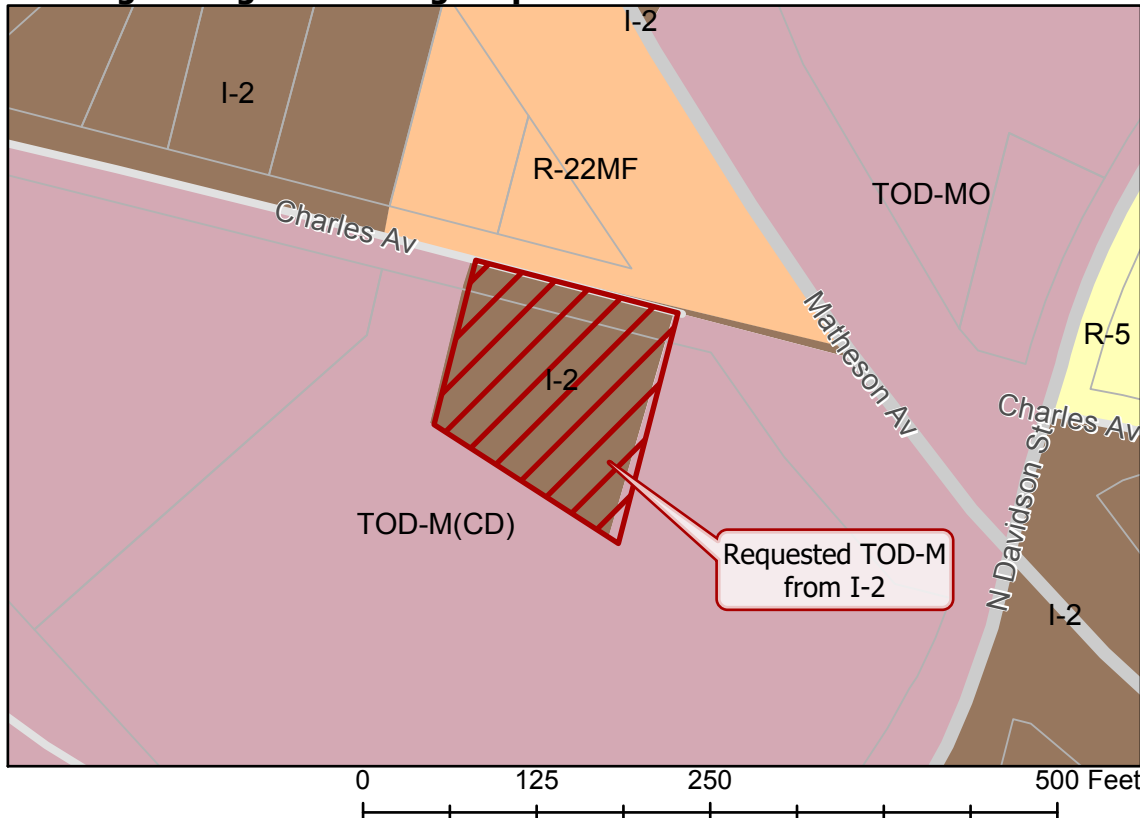 I-2
I-2
R-22MF
TOD-MO
Charles Av
Matheson Av
R-5
Charles Av
I-2
N Davidson St
TOD-M(CD)
Requested TOD-M
from I-2
I-2
0 125 250 500 Feet